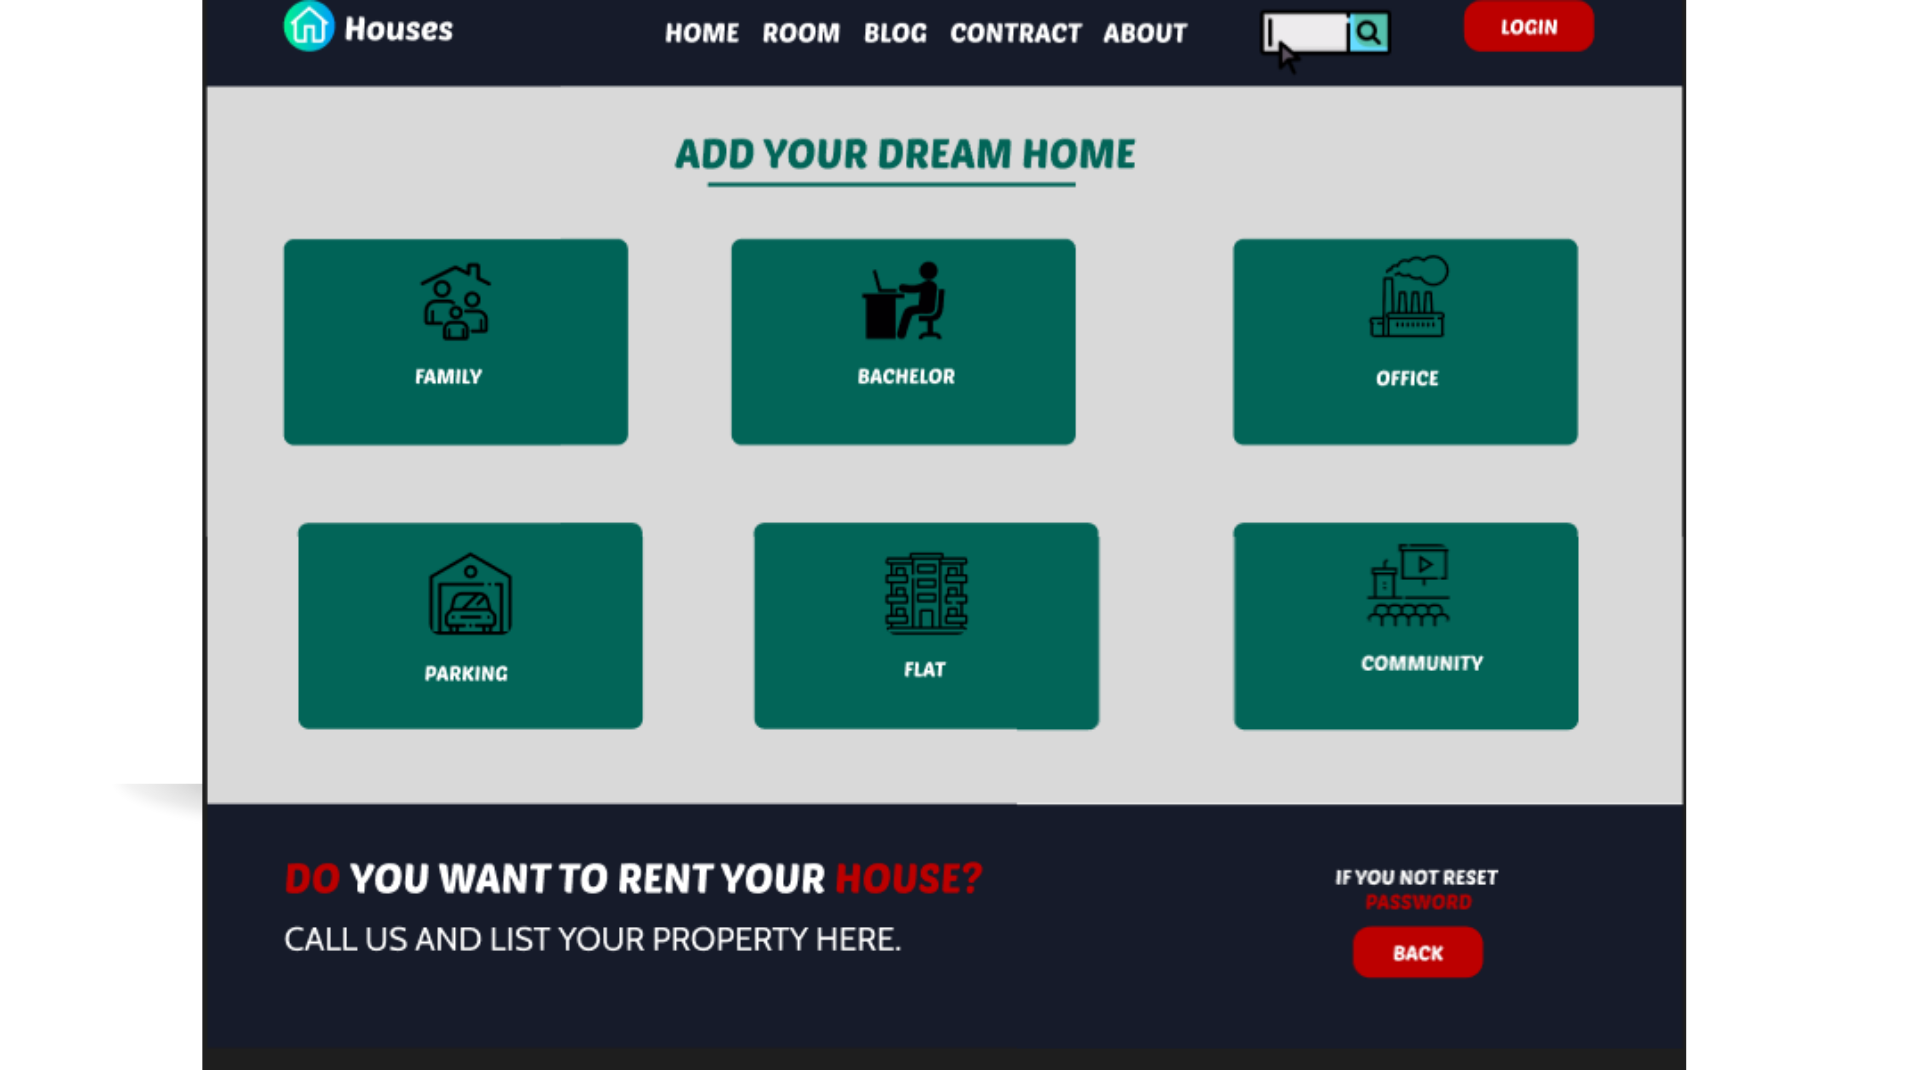 Houses
HOME ROOM BLOG CONTRACT ABOUT
LOGIN
ADD YOUR DREAM HOME
FAMILY
BACHELOR
OFFICE
PARKING
FLAT
COMMUNITY
DO YOU WANT TO RENT YOUR HOUSE?
CALL US AND LIST YOUR PROPERTY HERE.
IF YOU NOT RESET
PASSWORD
BACK